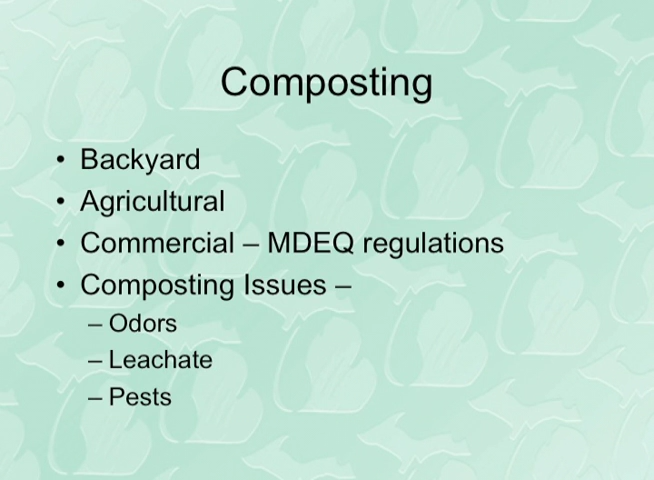 Composting
• Backyard
• Agricultural
• Commercial – MDEQ regulations
• Composting Issues –
– Odors
– Leachate
– Pests